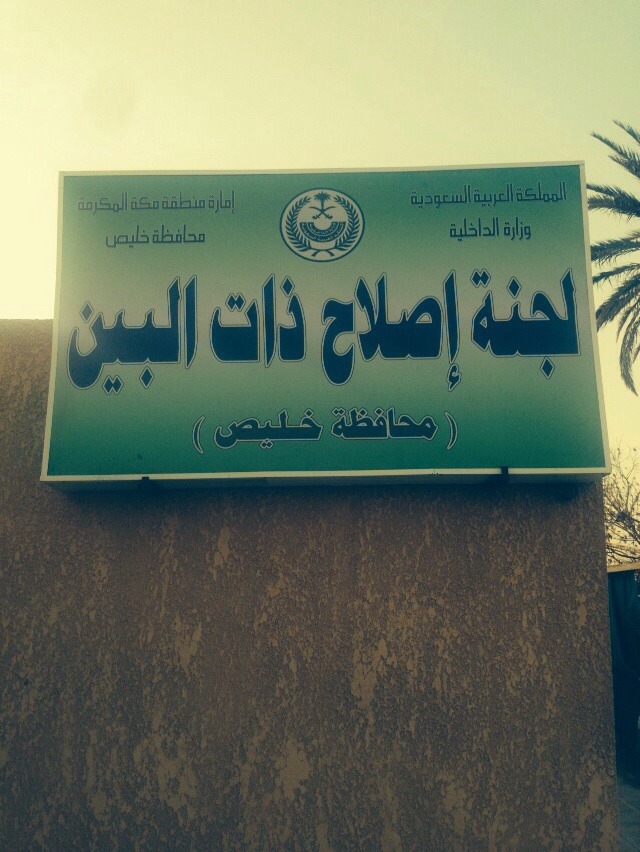 المملكة العربية السعودية
وزارة الداخلية
إمارة منطقة مكة المكرمة
محافظة خليص
لجنة إصلاح ذات البين
( محافظة خليص )